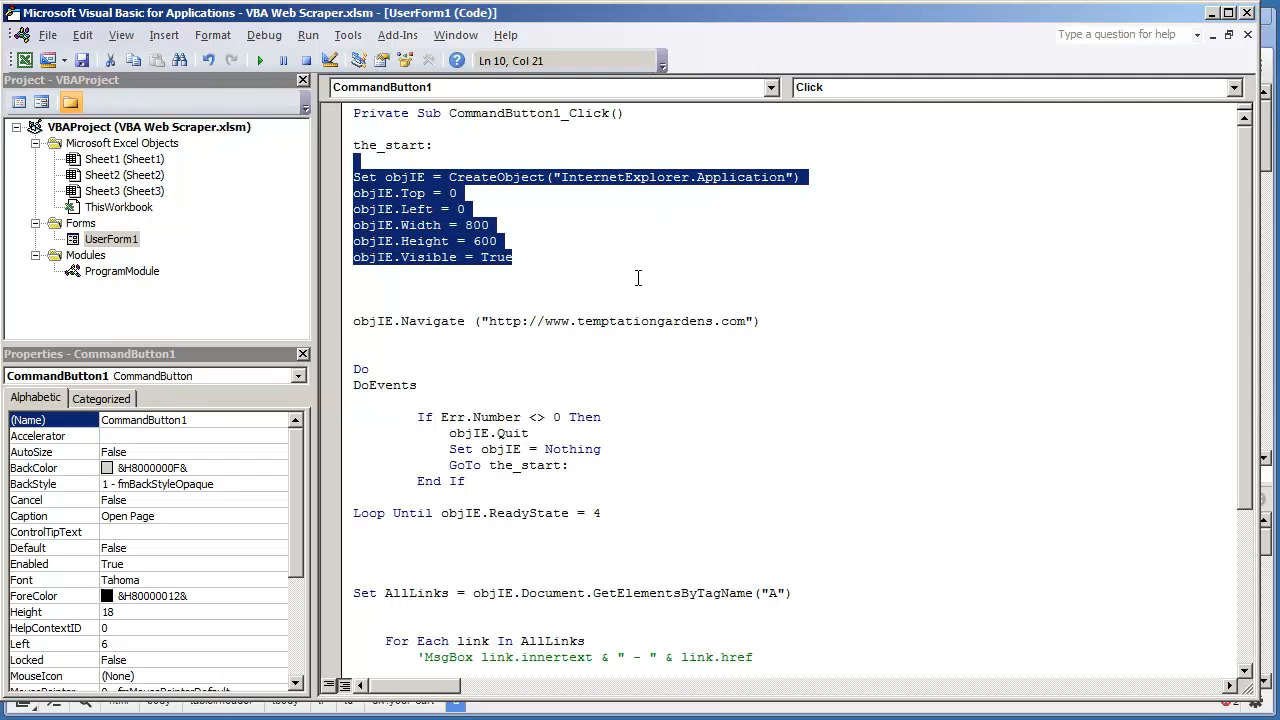 Microsoft Visual Basic for Applications - VBA Web Scraper.xlsm - [UserForm1 (Code)]
File Edit View Insert Format Debug Run Tools Add-Ins Window Help
Type a question for help
Ln 10, Col 21
Project - VBAProject
VBAProject (VBA Web Scraper.xlsm)
Microsoft Excel Objects
Sheet1 (Sheet1)
Sheet2 (Sheet2)
Sheet3 (Sheet3)
ThisWorkbook
Forms
UserForm1
Modules
ProgramModule
Properties - CommandButton1
CommandButton1 CommandButton
Alphabetic Categorized
(Name) CommandButton1
Accelerator
AutoSize False
BackColor &H8000000F&
BackStyle 1 - fmBackStyleOpaque
Cancel False
Caption Open Page
ControlTipText
Default False
Enabled True
Font Tahoma
ForeColor &H80000012&
Height 18
HelpContextID 0
Left 6
Locked False
MouseIcon (None)
CommandButton1 Click
Private Sub CommandButton1_Click()
the_start:
Set objIE = CreateObject("InternetExplorer.Application")
objIE.Top = 0
objIE.Left = 0
objIE.Width = 800
objIE.Height = 600
objIE.Visible = True
objIE.Navigate ("http://www.temptationgardens.com")
Do
DoEvents
If Err.Number <> 0 Then
objIE.Quit
Set objIE = Nothing
GoTo the_start:
End If
Loop Until objIE.ReadyState = 4
Set AllLinks = objIE.Document.GetElementsByTagName("A")
For Each link In AllLinks
'MsgBox link.innertext & " - " & link.href